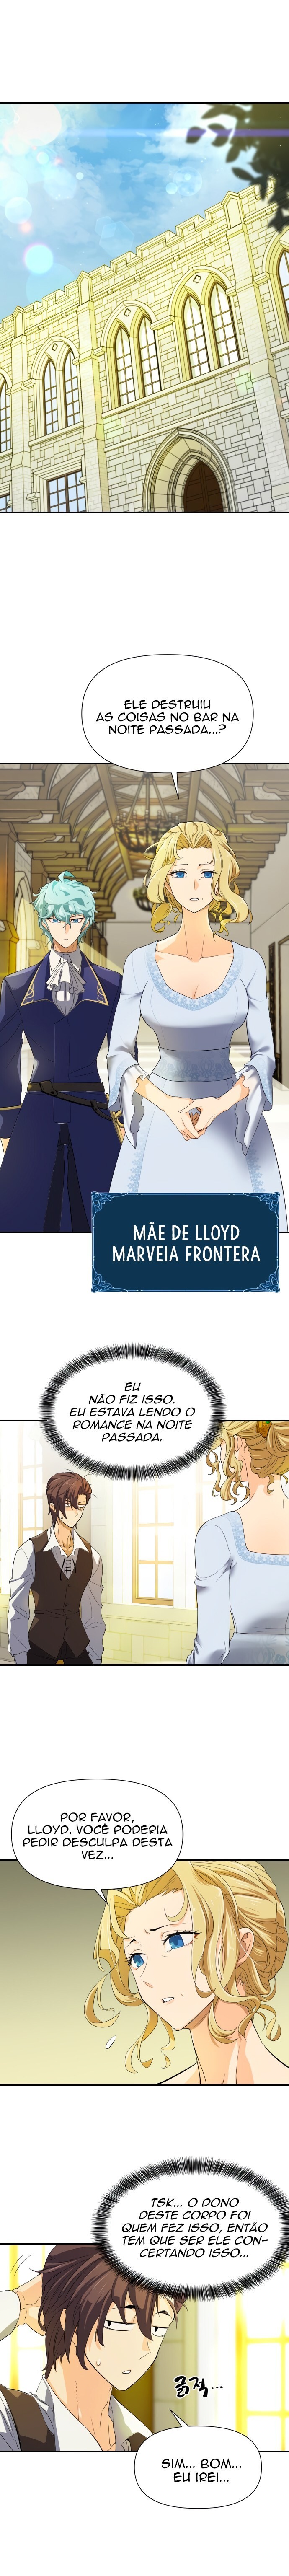 ELE DESTRUIU
AS COISAS NO BAR NA
NOITE PASSADA...?
MÃE DE LLOYD
MARVEIA FRONTERA
EU
NÃO FIZ ISSO.
EU ESTAVA LENDO O
ROMANCE NA NOITE
PASSADA.
POR FAVOR,
LLOYD. VOCÊ PODERIA
PEDIR DESCULPA DESTA
VEZ...
TSK... O DONO
DESTE CORPO FOI
QUEM FEZ ISSO, ENTÃO
TEM QUE SER ELE CON-
CERTANDO ISSO...
긁적...
SIM... BOM...
EU IREI...